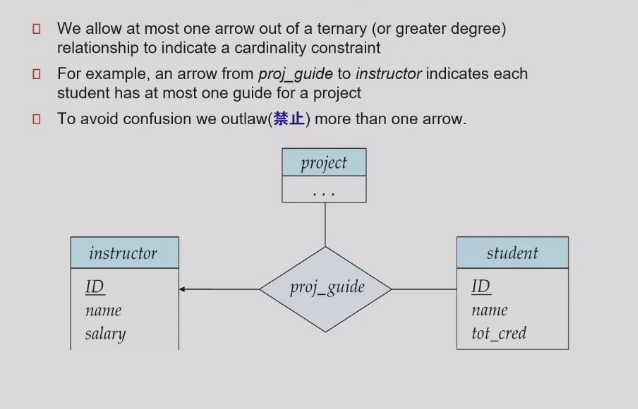 We allow at most one arrow out of a ternary (or greater degree)
relationship to indicate a cardinality constraint
For example, an arrow from proj_guide to instructor indicates each
student has at most one guide for a project
To avoid confusion we outlaw(禁止) more than one arrow.
project
...
instructor
ID
name
salary
proj_guide
student
ID
name
tot_cred